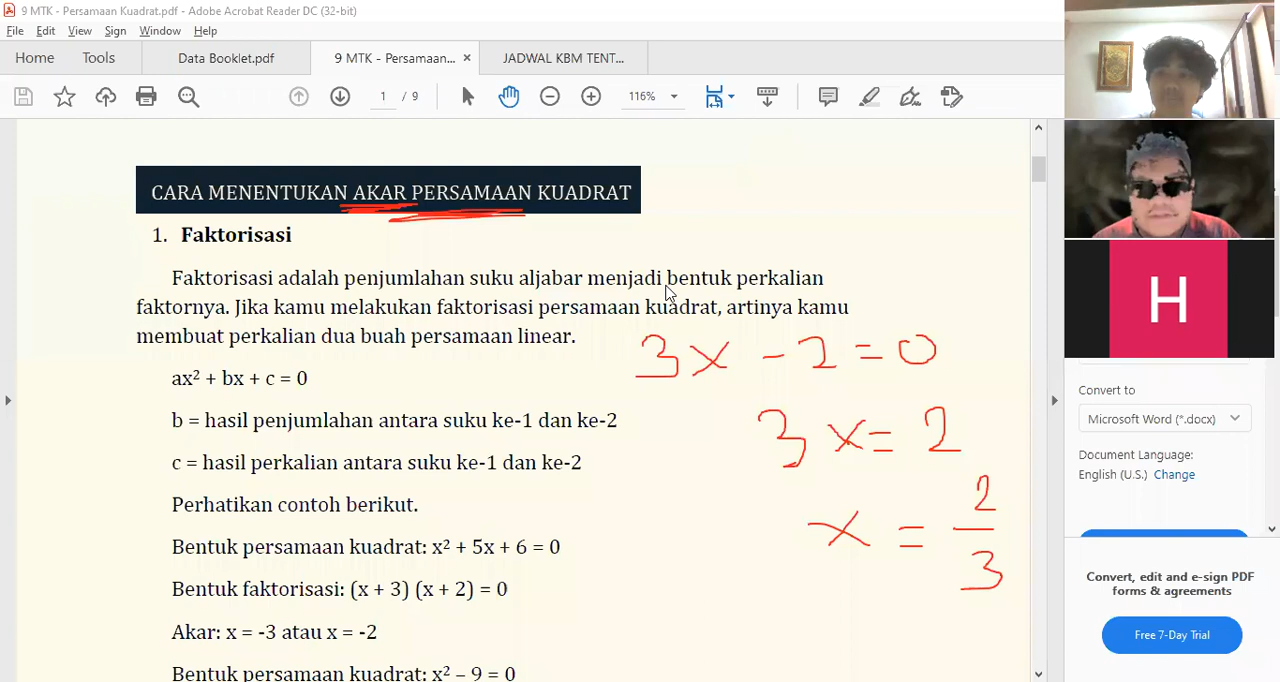 9 MTK - Persamaan Kuadrat.pdf - Adobe Acrobat Reader DC (32-bit)
File Edit View Sign Window Help
Home Tools Data Booklet.pdf 9 MTK - Persamaan... × JADWAL KBM TENT...
1 / 9 116%
CARA MENENTUKAN AKAR PERSAMAAN KUADRAT
1. Faktorisasi
Faktorisasi adalah penjumlahan suku aljabar menjadi bentuk perkalian
faktornya. Jika kamu melakukan faktorisasi persamaan kuadrat, artinya kamu
membuat perkalian dua buah persamaan linear.
ax² + bx + c = 0
b = hasil penjumlahan antara suku ke-1 dan ke-2
c = hasil perkalian antara suku ke-1 dan ke-2
Perhatikan contoh berikut.
Bentuk persamaan kuadrat: x² + 5x + 6 = 0
Bentuk faktorisasi: (x + 3) (x + 2) = 0
Akar: x = -3 atau x = -2
Bentuk persamaan kuadrat: x² – 9 = 0
3x - 2 = 0
3x = 2
x = 2/3
H
Convert to
Microsoft Word (*.docx)
Document Language:
English (U.S.) Change
Convert, edit and e-sign PDF
forms & agreements
Free 7-Day Trial